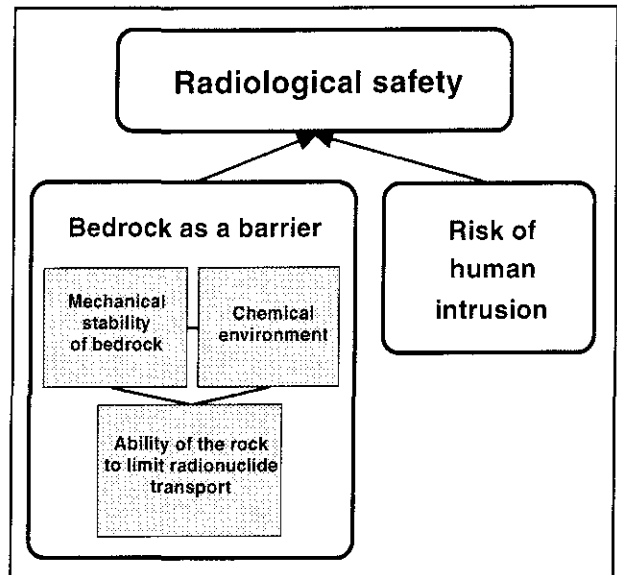 Radiological safety
Bedrock as a barrier
Mechanical
stability
of bedrock
Chemical
environment
Ability of the rock
to limit radionuclide
transport
Risk of
human
intrusion